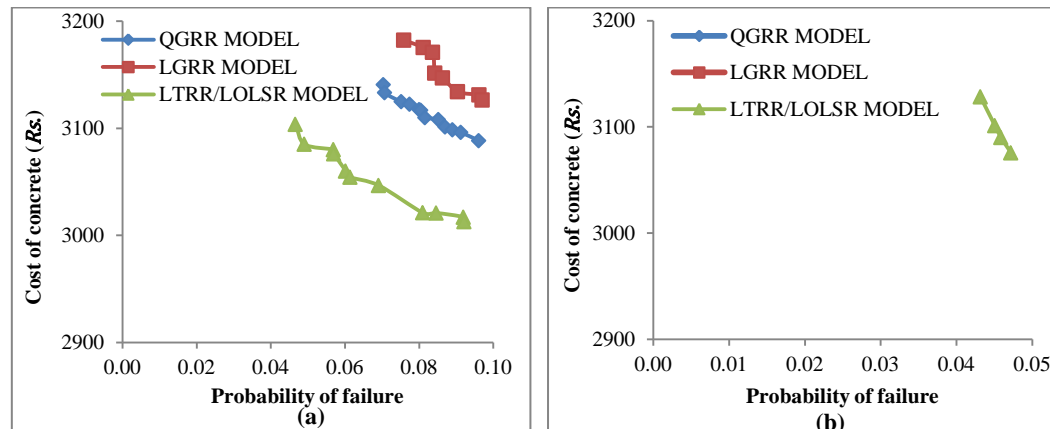 3200
3100
3000
2900
Cost of concrete (Rs.)
QGRR MODEL
LGRR MODEL
LTRR/LOLSR MODEL
0.00 0.02 0.04 0.06 0.08 0.10
Probability of failure
(a)
3200
3100
3000
2900
Cost of concrete (Rs.)
QGRR MODEL
LGRR MODEL
LTRR/LOLSR MODEL
0.00 0.01 0.02 0.03 0.04 0.05
Probability of failure
(b)